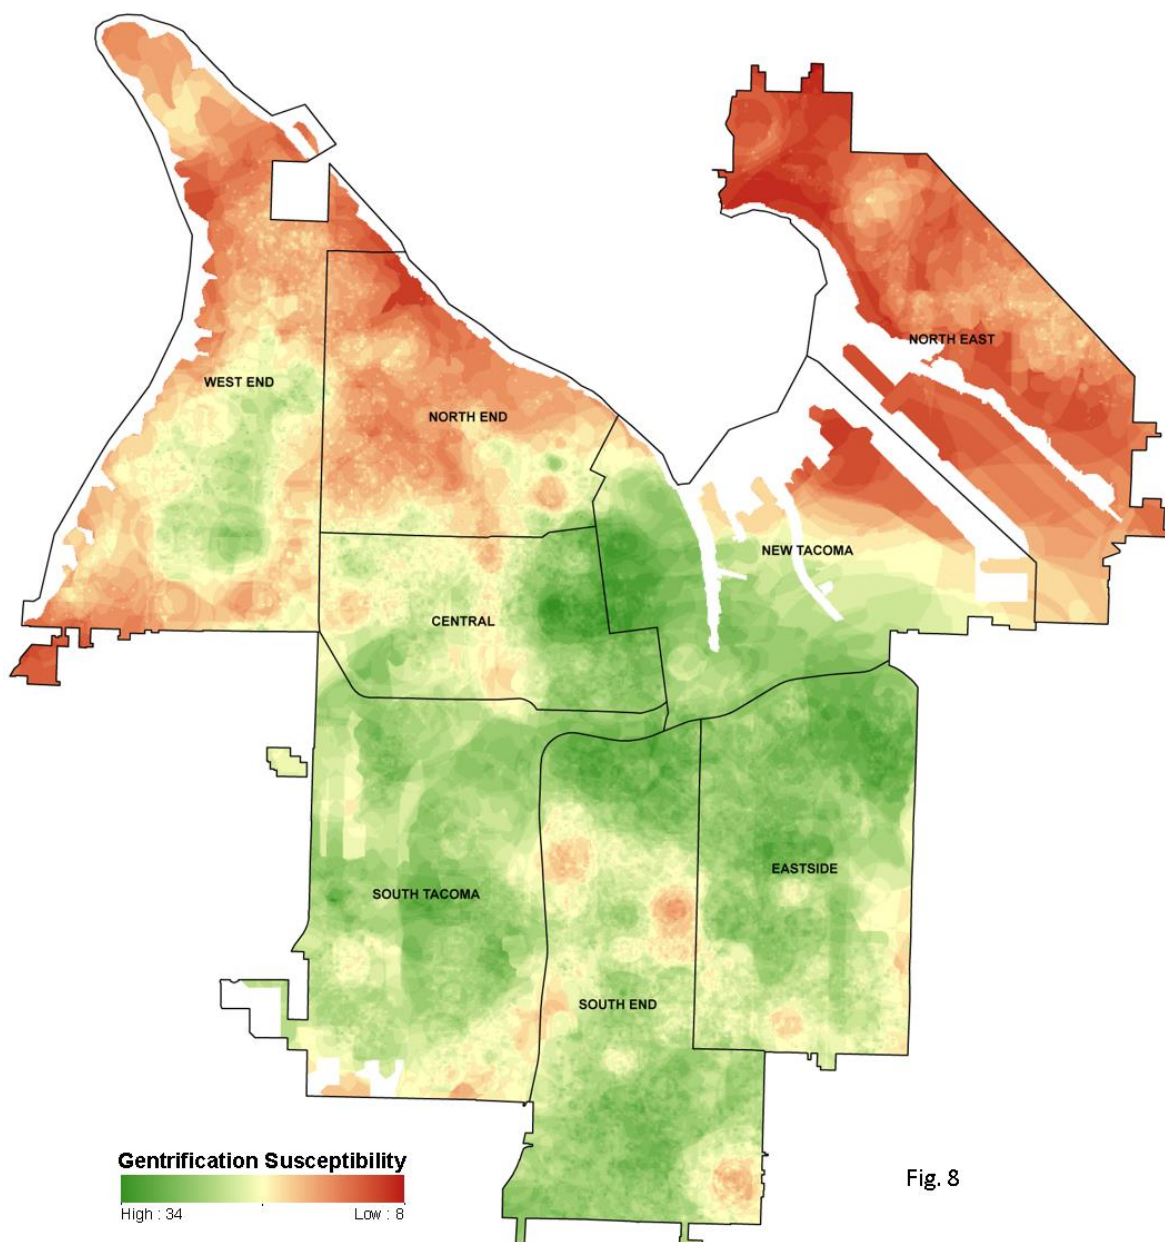 NORTH EAST
WEST END
NORTH END
NEW TACOMA
CENTRAL
EASTSIDE
SOUTH TACOMA
SOUTH END
Gentrification Susceptibility
High : 34 Low : 8
Fig. 8